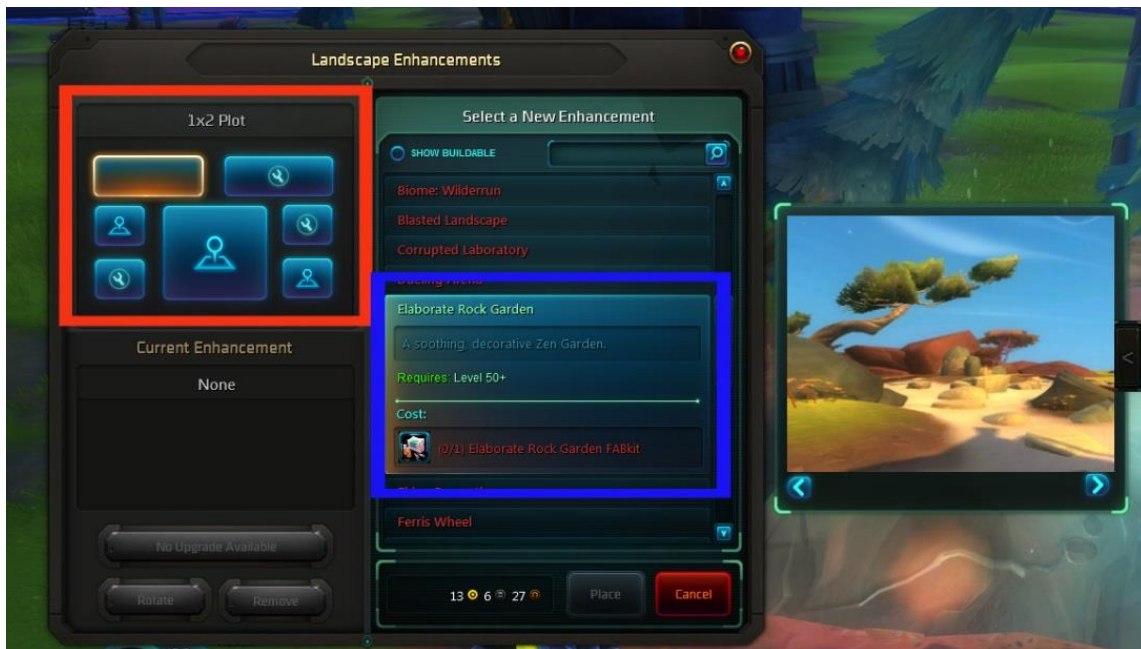 Landscape Enhancements
1x2 Plot
Select a New Enhancement
SHOW BUILDABLE
Biome: Wilderrun
Blasted Landscape
Corrupted Laboratory
Elaborate Rock Garden
A soothing, decorative Zen Garden.
Requires: Level 50+
Cost:
(0/1) Elaborate Rock Garden FABkit
Ferris Wheel
Current Enhancement
None
No Upgrade Available
Rotate
Remove
13 6 27
Place
Cancel